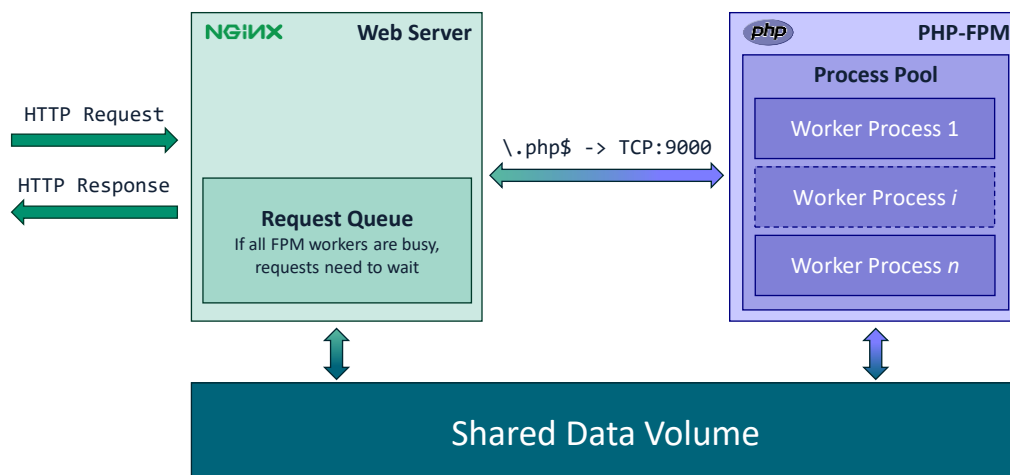 NGINX
Web Server
php
PHP-FPM
Process Pool
HTTP Request
Worker Process 1
\.php$ -> TCP:9000
HTTP Response
Worker Process i
Request Queue
If all FPM workers are busy,
requests need to wait
Worker Process n
Shared Data Volume